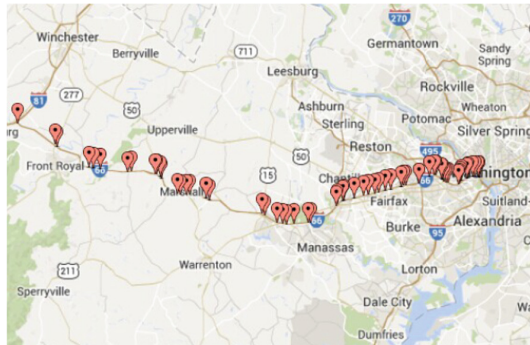 270
Germantown
Winchester
711
Sandy
Spring
Berryville
Leesburg
Rockville
81
277
50
Ashburn
Wheaton
Sterling
Potomac
Silver Spring
Upperville
50
Reston
495
15
Front Royal
66
Marshall
Chantilly
66
Fairfax
Suitland-
66
Burke
Alexandria
Manassas
95
211
Warrenton
Lorton
Sperryville
Dale City
Dumfries